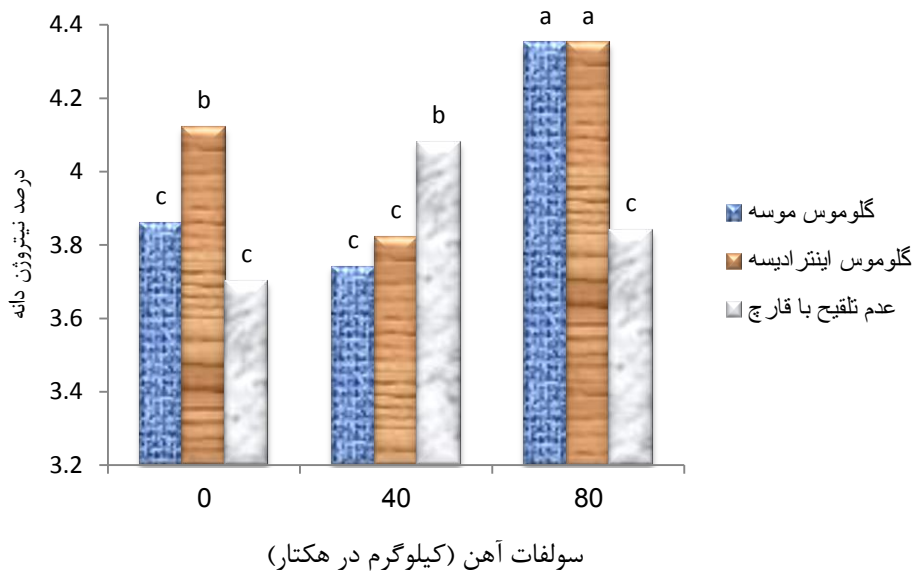 درصد نیتروژن دانه
4.4
4.2
4
3.8
3.6
3.4
3.2
c
b
c
c
c
b
a
a
c
0
40
80
سولفات آهن (کیلوگرم در هکتار)
گلوموس موسه
گلوموس اینترادیسه
عدم تلقیح با قارچ